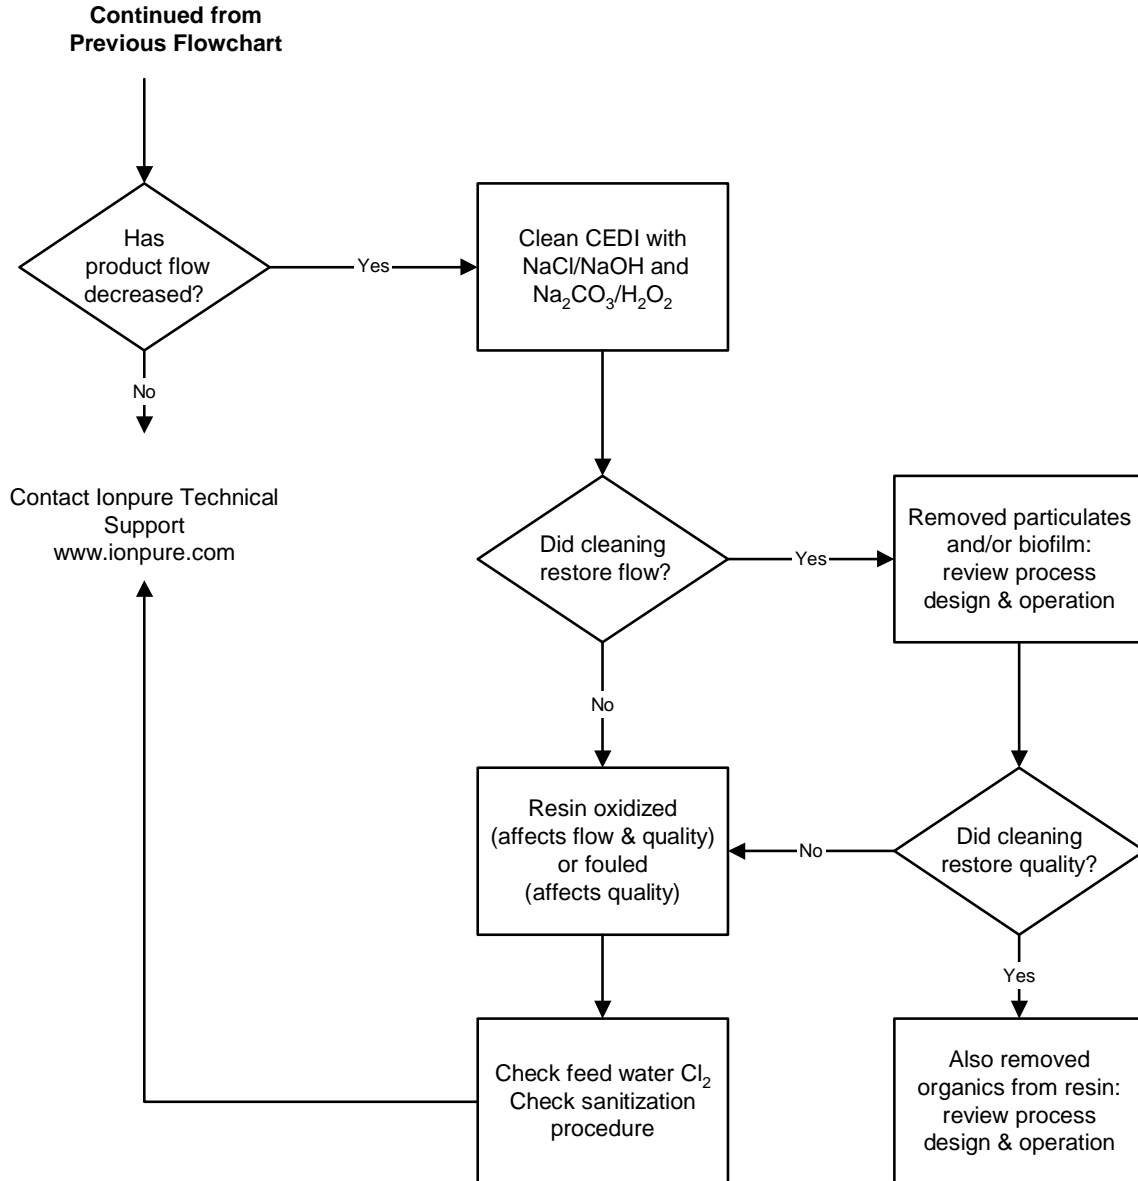 Continued from
Previous Flowchart
Has
product flow
decreased?
Yes
Clean CEDI with
NaCl/NaOH and
Na₂CO₃/H₂O₂
No
Contact Ionpure Technical
Support
www.ionpure.com
Did cleaning
restore flow?
Yes
Removed particulates
and/or biofilm:
review process
design & operation
No
Resin oxidized
(affects flow & quality)
or fouled
(affects quality)
No
Did cleaning
restore quality?
Yes
Check feed water Cl₂
Check sanitization
procedure
Also removed
organics from resin:
review process
design & operation